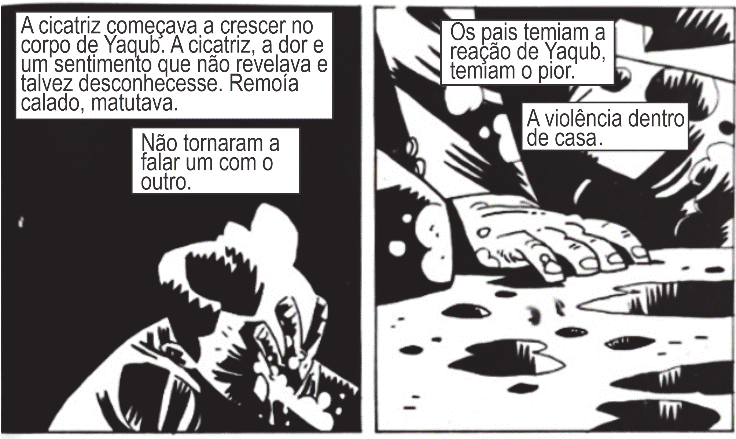 A cicatriz começava a crescer no
corpo de Yaqub. A cicatriz, a dor e
um sentimento que não revelava e
talvez desconhecesse. Remoía
calado, matutava.
Não tornaram a
falar um com o
outro.
Os pais temiam a
reação de Yaqub,
temiam o pior.
A violência dentro
de casa.